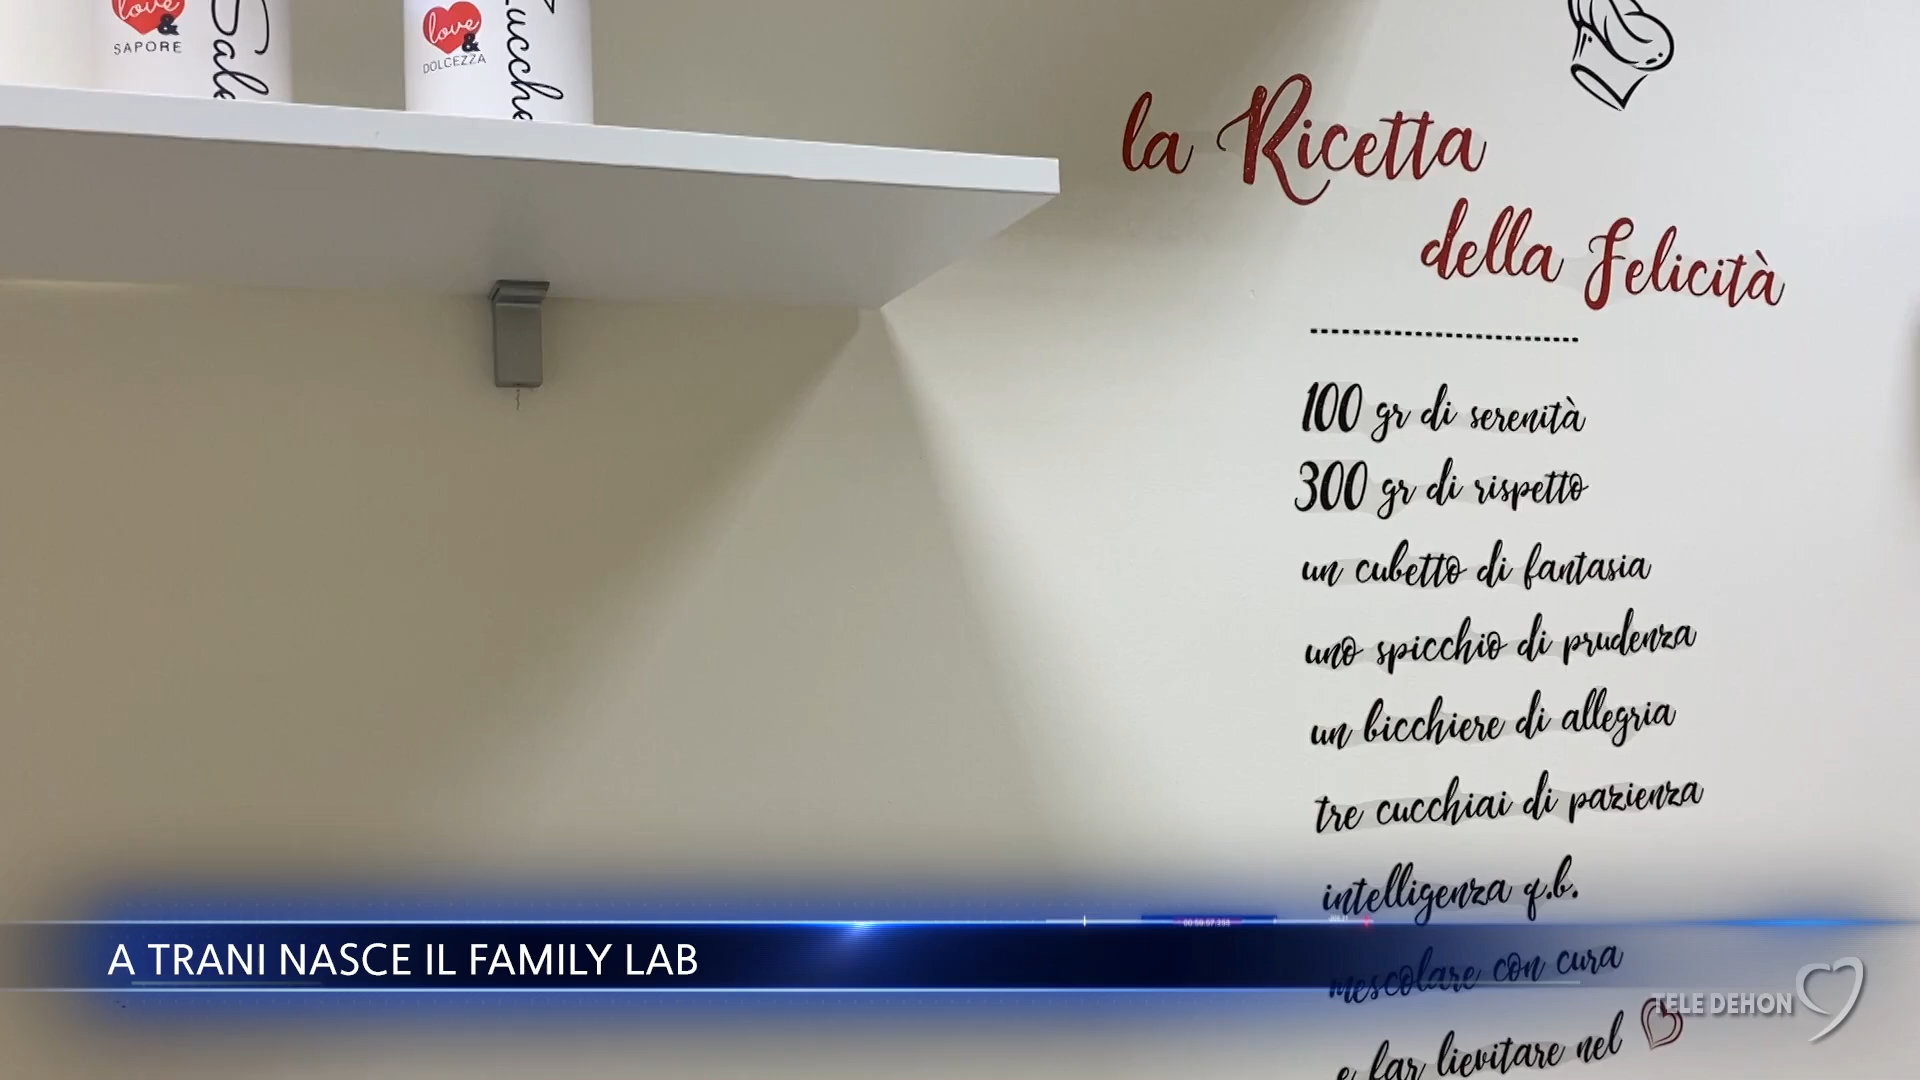 love
&
SAPORE
love
&
DOLCEZZA
la Ricetta
della Felicità
100 gr di serenità
300 gr di rispetto
un cubetto di fantasia
uno spicchio di prudenza
un bicchiere di allegria
tre cucchiai di pazienza
intelligenza q.b.
mescolare con cura
e far lievitare nel
A TRANI NASCE IL FAMILY LAB
TELE DEHON